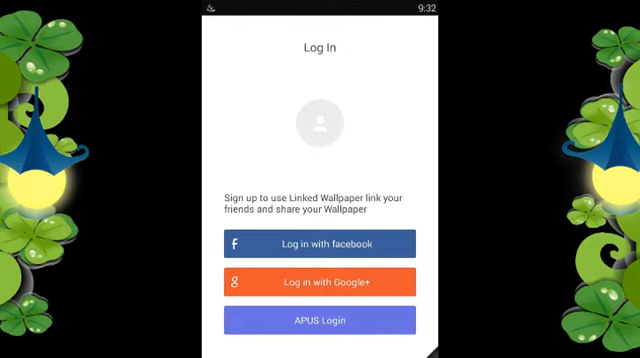 9:32
Log In
Sign up to use Linked Wallpaper link your
friends and share your Wallpaper
f Log in with facebook
g Log in with Google+
APUS Login